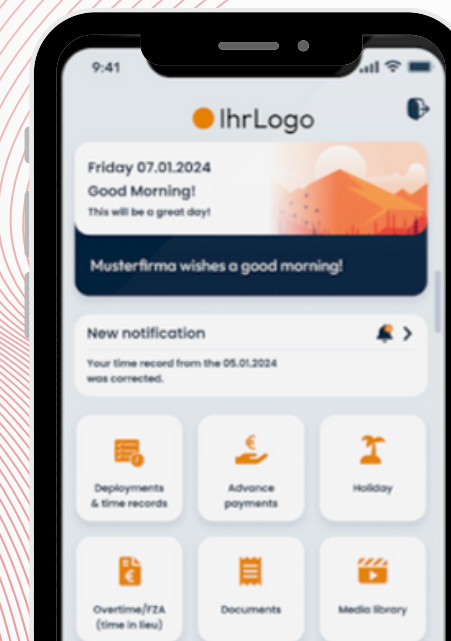 9:41
IhrLogo
Friday 07.01.2024
Good Morning!
This will be a great day!
Musterfirma wishes a good morning!
New notification
Your time record from the 05.01.2024
was corrected.
Deployments
& time records
Advance
payments
Holiday
Overtime/FZA
(time in lieu)
Documents
Media library